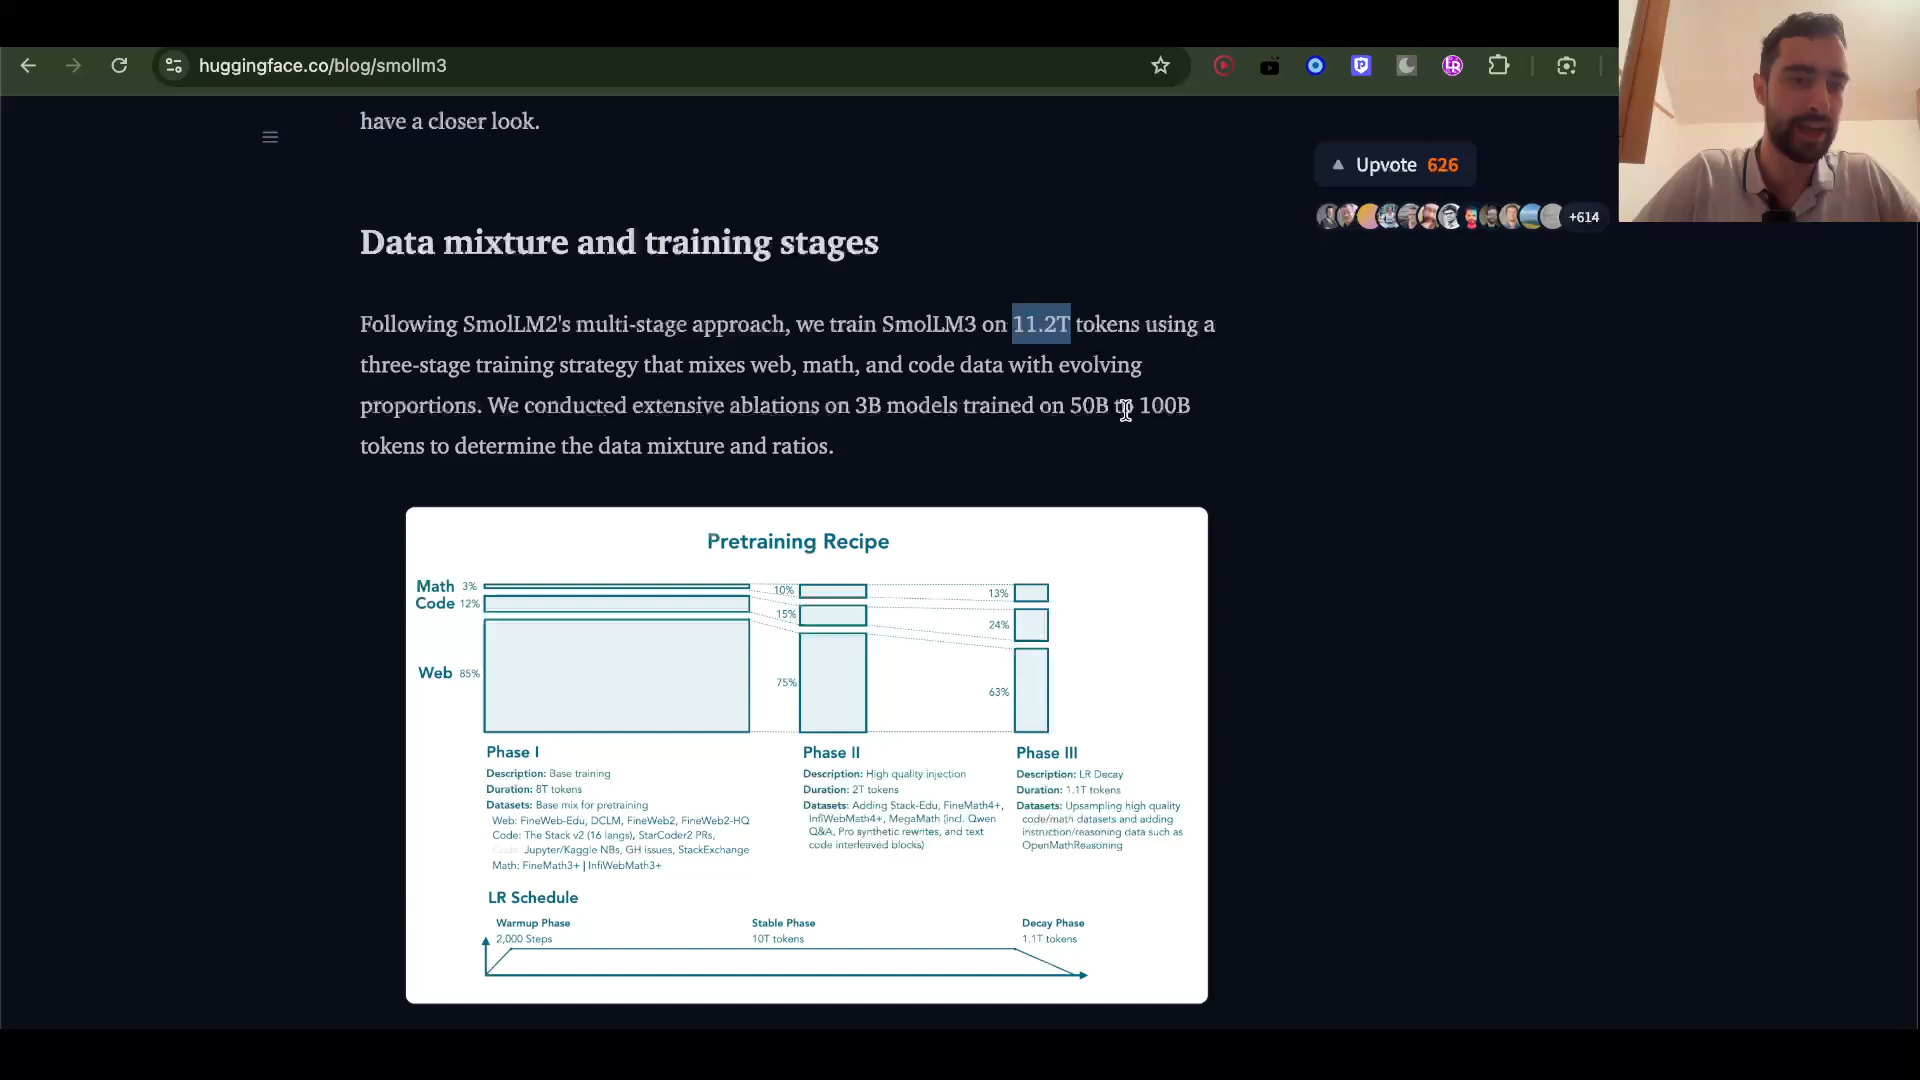 huggingface.co/blog/smollm3
have a closer look.
Upvote 626
+614
Data mixture and training stages
Following SmolLM2's multi-stage approach, we train SmolLM3 on 11.2T tokens using a
three-stage training strategy that mixes web, math, and code data with evolving
proportions. We conducted extensive ablations on 3B models trained on 50B to 100B
tokens to determine the data mixture and ratios.
Pretraining Recipe
Math 3%
Code 12%
Web 85%
10%
15%
75%
13%
24%
63%
Phase I
Description: Base training
Duration: 8T tokens
Datasets: Base mix for pretraining
Web: FineWeb-Edu, DCLM, FineWeb2, FineWeb2-HQ
Code: The Stack v2 (16 langs), StarCoder2 PRs,
Code: Jupyter/Kaggle NBs, GH issues, StackExchange
Math: FineMath3+ | InfiWebMath3+
Phase II
Description: High quality injection
Duration: 2T tokens
Datasets: Adding Stack-Edu, FineMath4+,
InfiWebMath4+, MegaMath (incl. Qwen
Q&A, Pro synthetic rewrites, and text
code interleaved blocks)
Phase III
Description: LR Decay
Duration: 1.1T tokens
Datasets: Upsampling high quality
code/math datasets and adding
instruction/reasoning data such as
OpenMathReasoning
LR Schedule
Warmup Phase
2,000 Steps
Stable Phase
10T tokens
Decay Phase
1.1T tokens